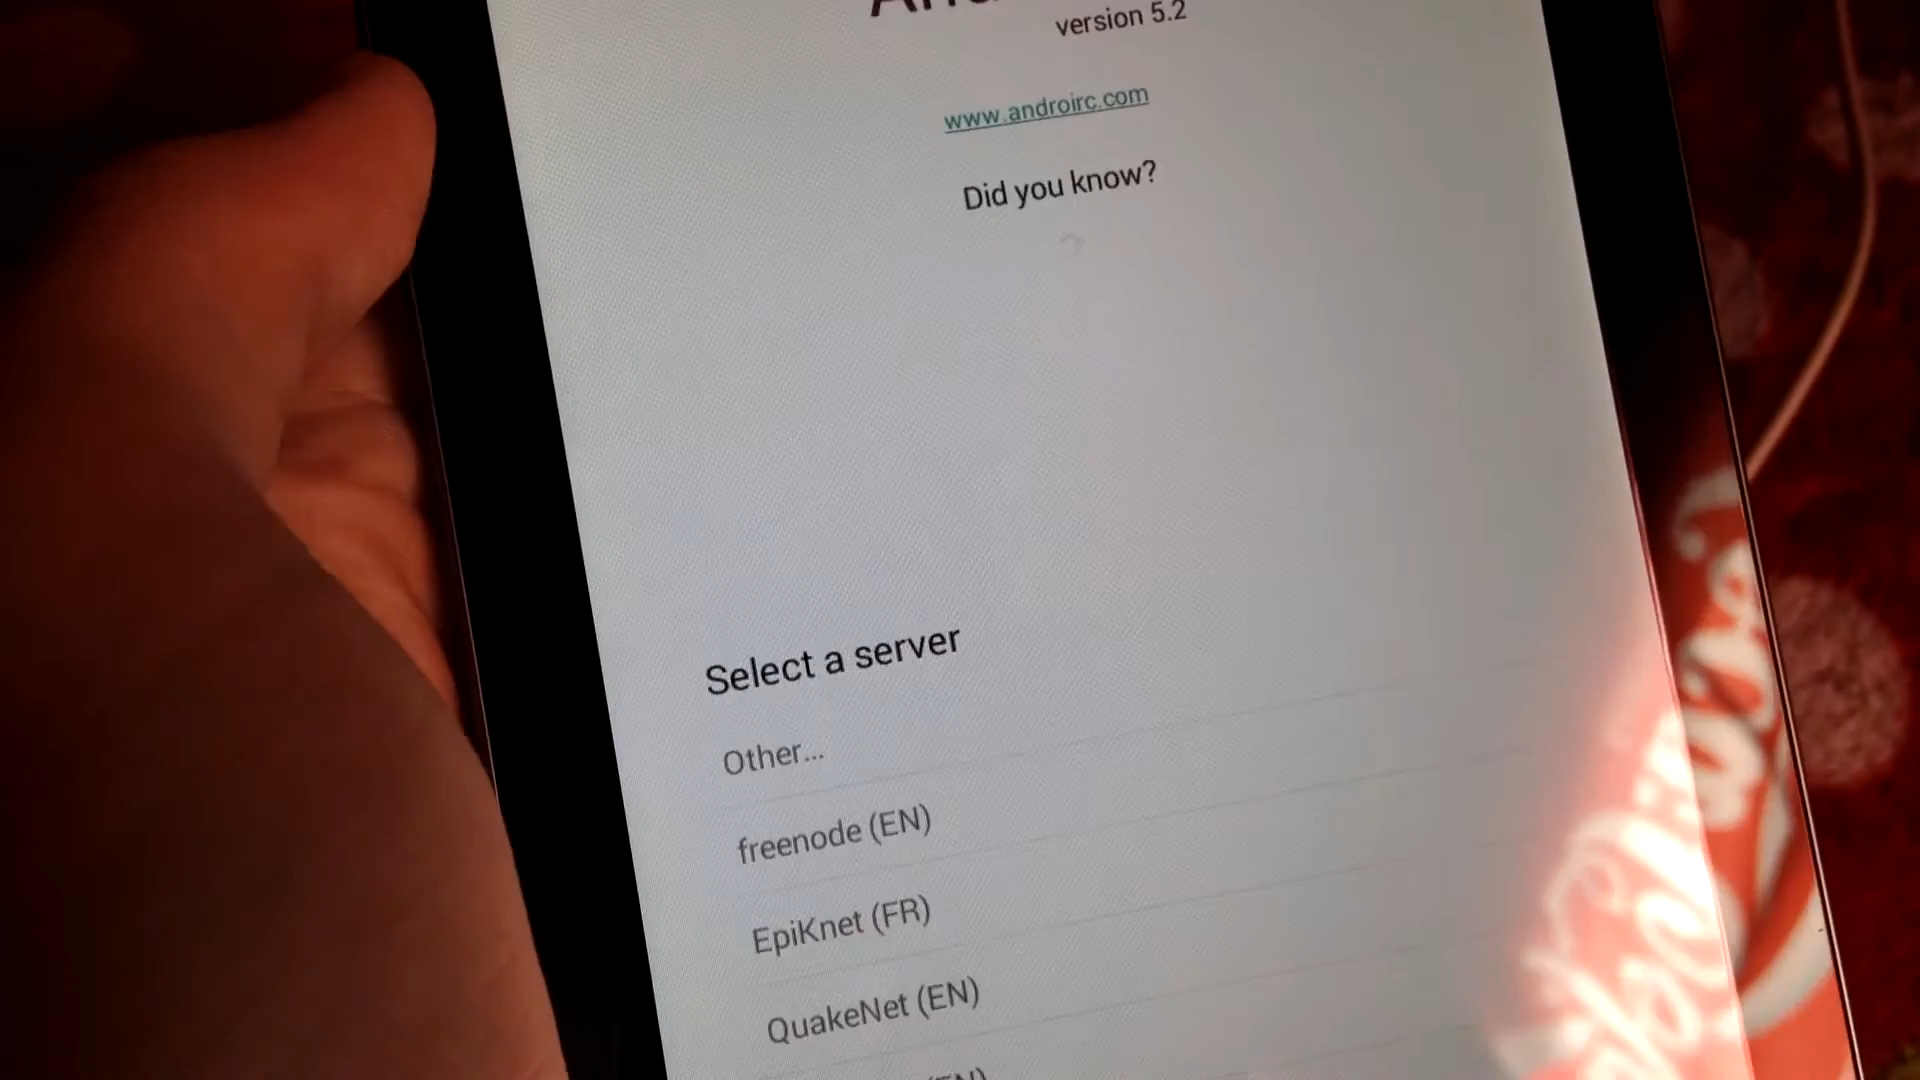 version 5.2
www.androirc.com
Did you know?
Select a server
Other...
freenode (EN)
EpiKnet (FR)
QuakeNet (EN)